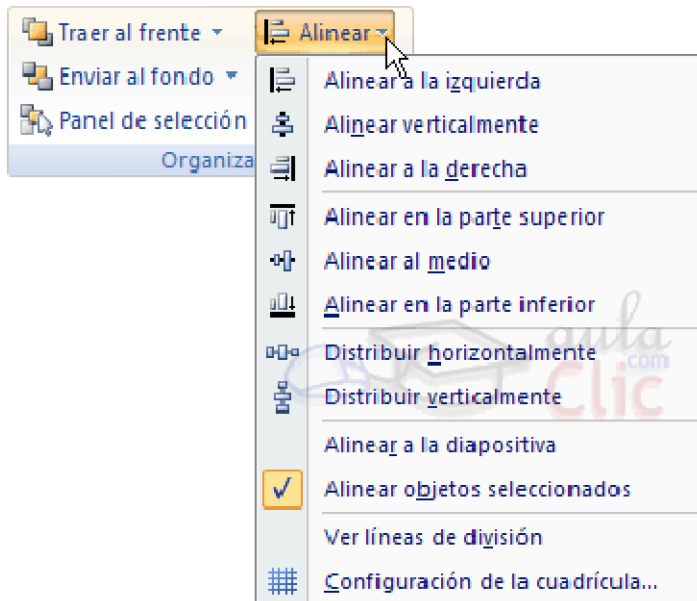 Traer al frente
Alinear
Enviar al fondo
Panel de selección
Organiza
Alinear a la izquierda
Alinear verticalmente
Alinear a la derecha
Alinear en la parte superior
Alinear al medio
Alinear en la parte inferior
Distribuir horizontalmente
Distribuir verticalmente
Alinear a la diapositiva
Alinear objetos seleccionados
Ver líneas de división
Configuración de la cuadrícula...
aula
Clic
com